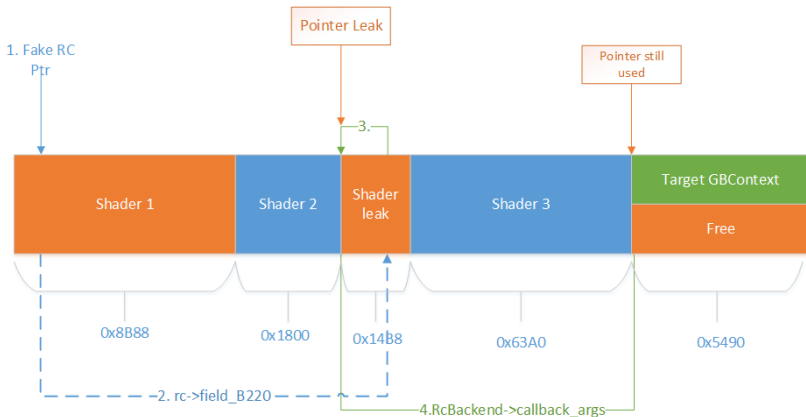 Pointer Leak
1. Fake RC
Ptr
Pointer still
used
3.
Shader 1
Shader 2
Shader
leak
Shader 3
Target GBContext
Free
0x8B88
0x1800
0x14B8
0x63A0
0x5490
2. rc->field_B220
4.RcBackend->callback_args